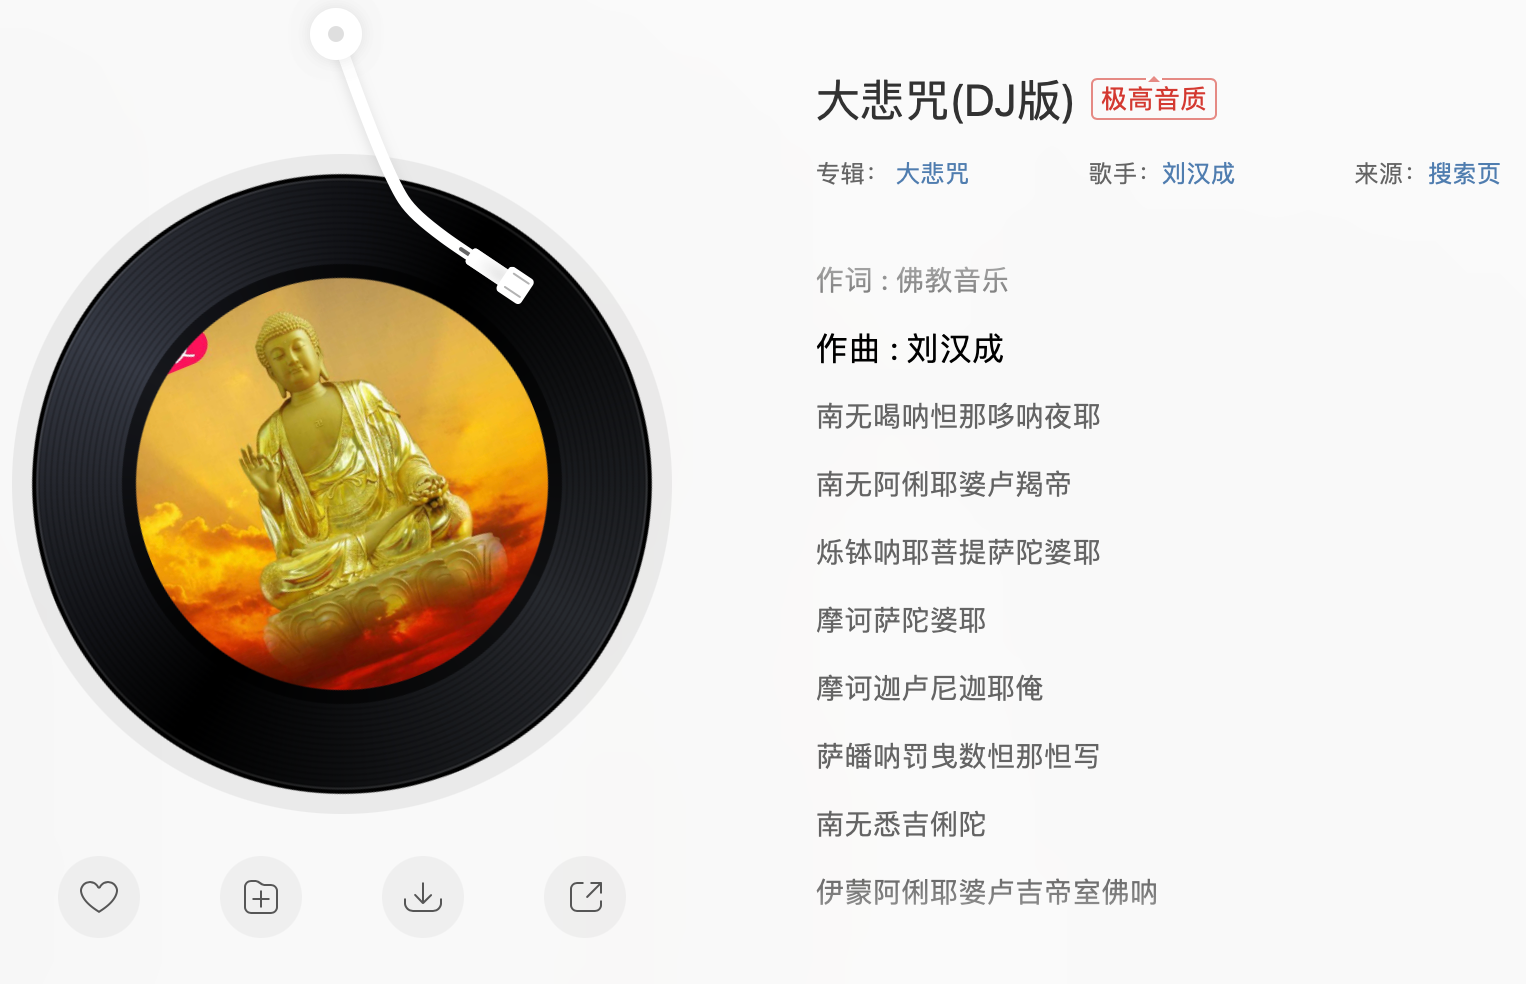 大悲咒(DJ版) 极高音质
专辑： 大悲咒 歌手：刘汉成 来源：搜索页
作词 : 佛教音乐
作曲 : 刘汉成
南无喝呐怛那哆呐夜耶
南无阿俐耶婆卢羯帝
烁钵呐耶菩提萨陀婆耶
摩诃萨陀婆耶
摩诃迦卢尼迦耶俺
萨皤呐罚曳数怛那怛写
南无悉吉俐陀
伊蒙阿俐耶婆卢吉帝室佛呐